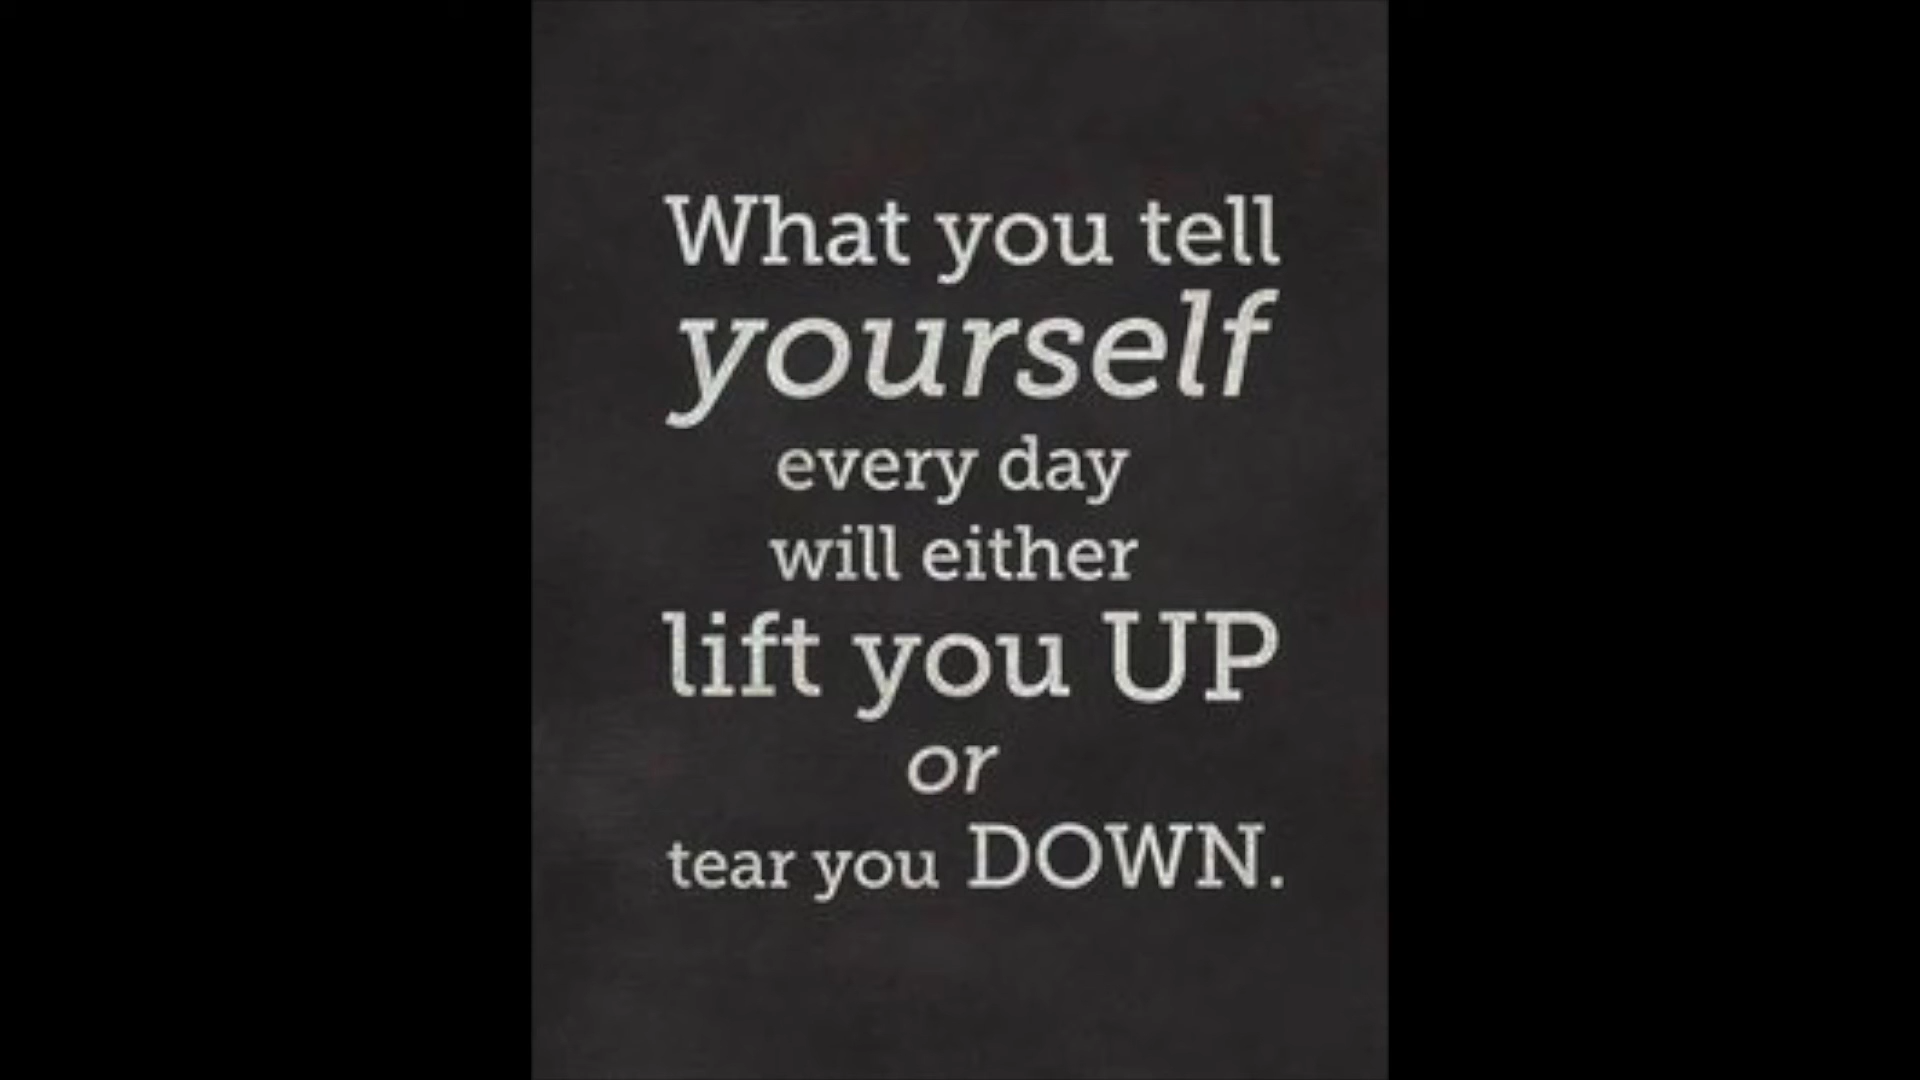 What you tell
yourself
every day
will either
lift you UP
or
tear you DOWN.